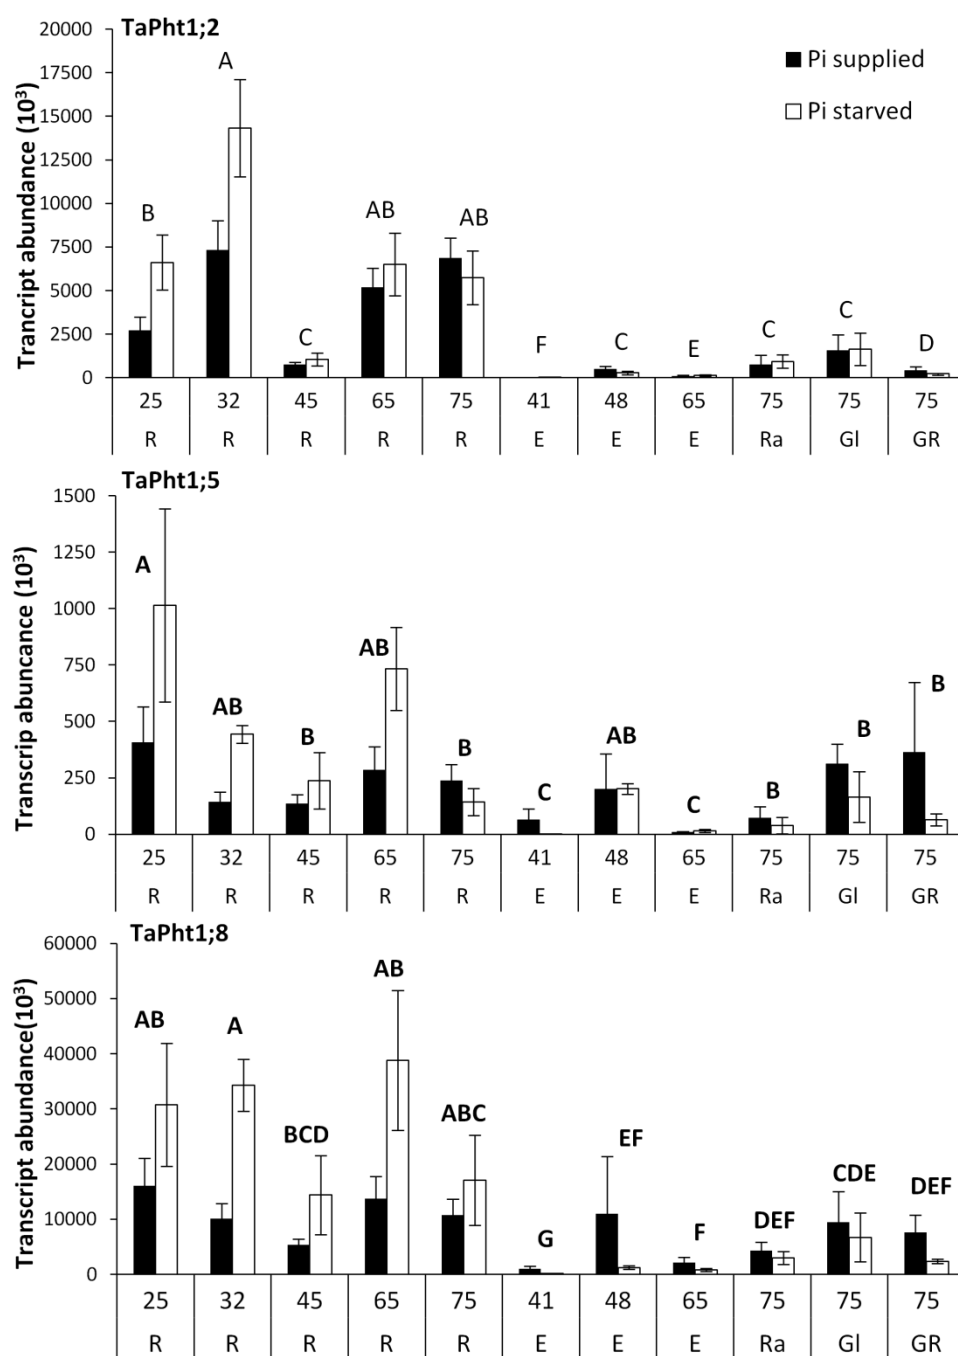 TaPht1;2
20000
17500
15000
12500
10000
7500
5000
2500
0
Trancript abundance (10³)
Pi supplied
Pi starved
B A C AB AB F C E C C D
25 32 45 65 75 41 48 65 75 75 75
R R R R R E E E Ra Gl GR
TaPht1;5
1500
1250
1000
750
500
250
0
Transcrip abuncance (10³)
A AB B AB B C AB C B B B
25 32 45 65 75 41 48 65 75 75 75
R R R R R E E E Ra Gl GR
TaPht1;8
60000
50000
40000
30000
20000
10000
0
Transcript abundance(10³)
AB A BCD AB ABC G EF F DEF CDE DEF
25 32 45 65 75 41 48 65 75 75 75
R R R R R E E E Ra Gl GR